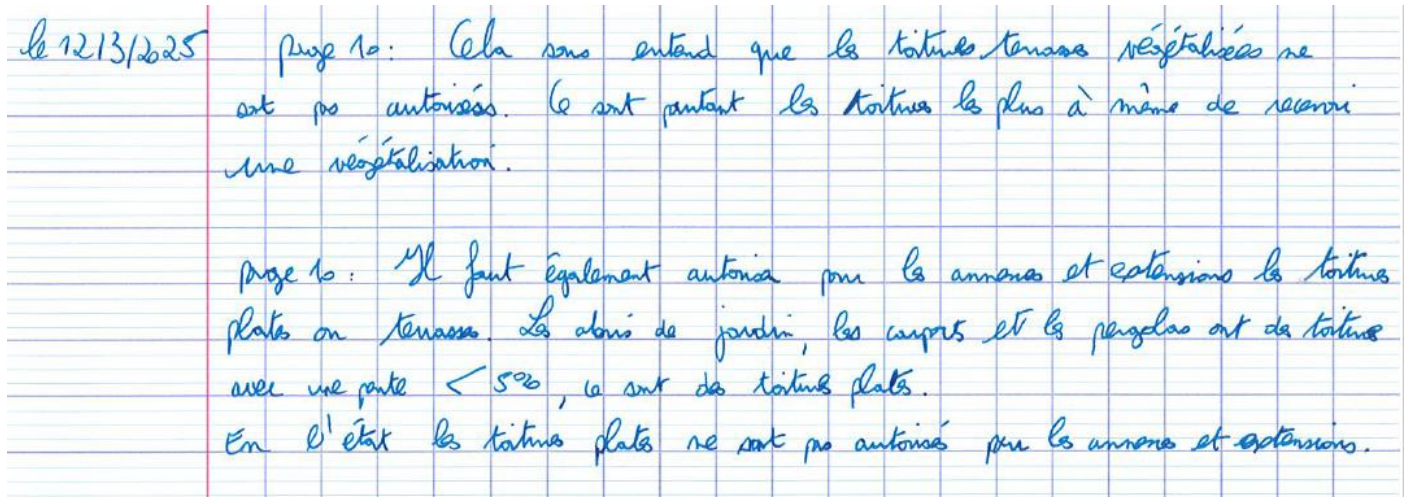 le 12/3/2025 page 10: Cela sous entend que les toitures terrasses végétalisées ne
sont pas autorisées. Ce sont pourtant les toitures les plus à même de recevoir
une végétalisation.
page 10: Il faut également autoriser pour les annexes et extensions les toitures
plates ou terrasses. Les abris de jardin, les carports et les pergolas ont des toitures
avec une pente < 5%, ce sont des toitures plates.
En l'état les toitures plates ne sont pas autorisés pour les annexes et extensions.